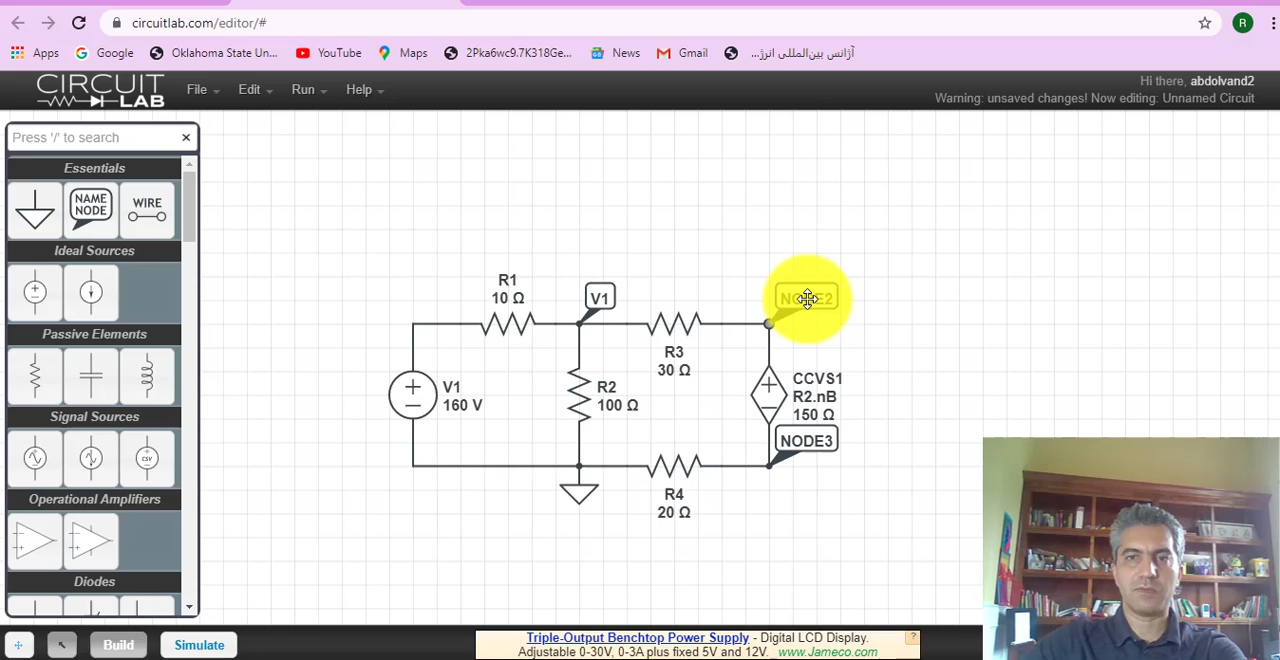 circuitlab.com/editor/#
R
Apps Google Oklahoma State Un... YouTube Maps 2Pka6wc9.7K318Ge... News Gmail آژانس بین‌المللی انرژ...
CIRCUIT
LAB
File Edit Run Help
Hi there, abdolvand2
Warning: unsaved changes! Now editing: Unnamed Circuit
Press '/' to search
Essentials
NAME
NODE
WIRE
Ideal Sources
Passive Elements
Signal Sources
csv
Operational Amplifiers
Diodes
R1
10 Ω
V1
NODE2
R3
30 Ω
V1
160 V
R2
100 Ω
CCVS1
R2.nB
150 Ω
NODE3
R4
20 Ω
Build
Simulate
Triple-Output Benchtop Power Supply - Digital LCD Display.
Adjustable 0-30V, 0-3A plus fixed 5V and 12V. www.Jameco.com
?